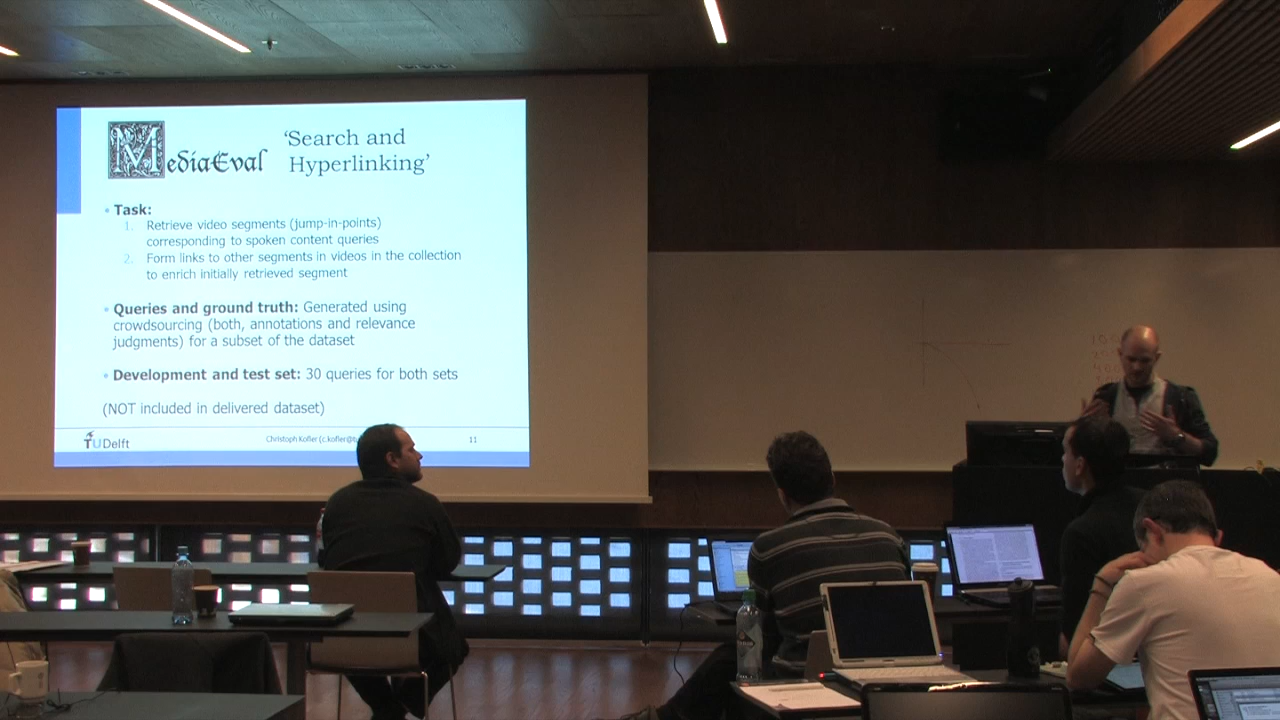 MediaEval
‘Search and
Hyperlinking’
• Task:
1. Retrieve video segments (jump-in-points)
corresponding to spoken content queries
2. Form links to other segments in videos in the collection
to enrich initially retrieved segment
• Queries and ground truth: Generated using
crowdsourcing (both, annotations and relevance
judgments) for a subset of the dataset
• Development and test set: 30 queries for both sets
(NOT included in delivered dataset)
TUDelft
Christoph Kofler (c.kofler@tu
11